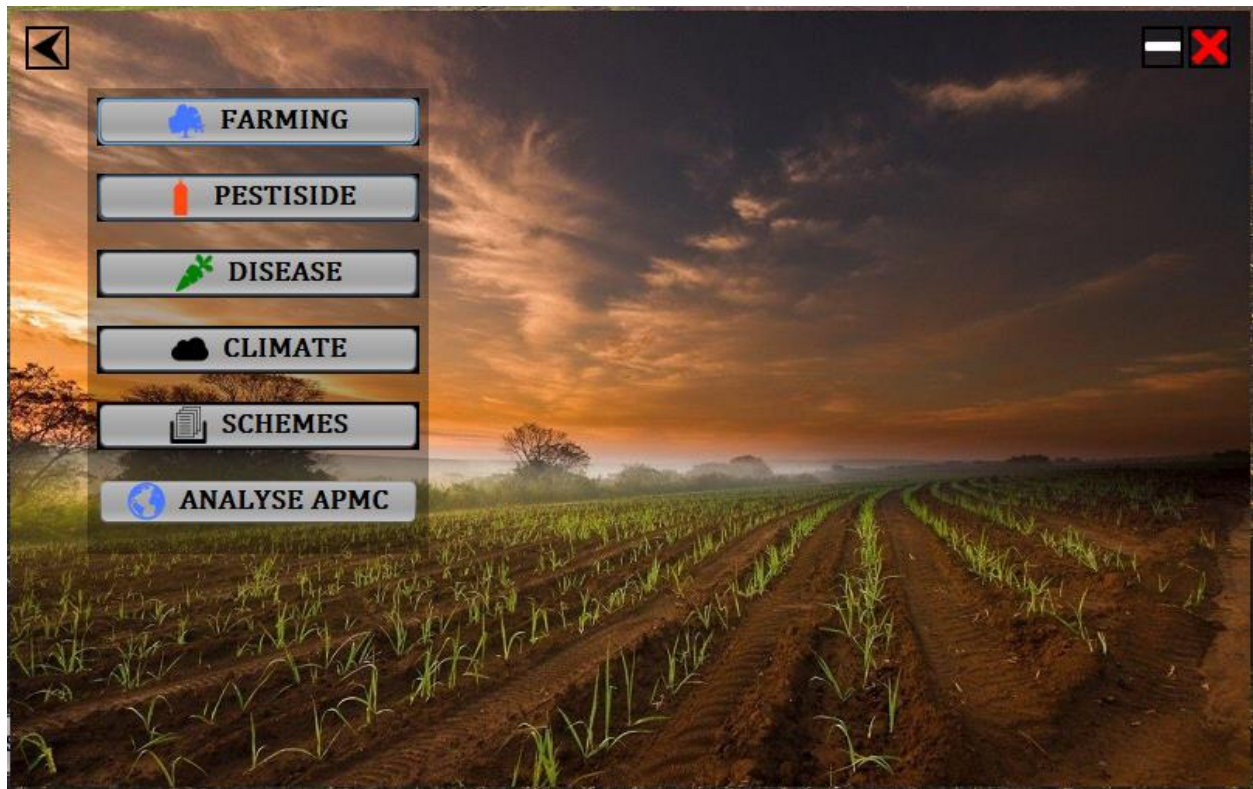 FARMING
PESTISIDE
DISEASE
CLIMATE
SCHEMES
ANALYSE APMC